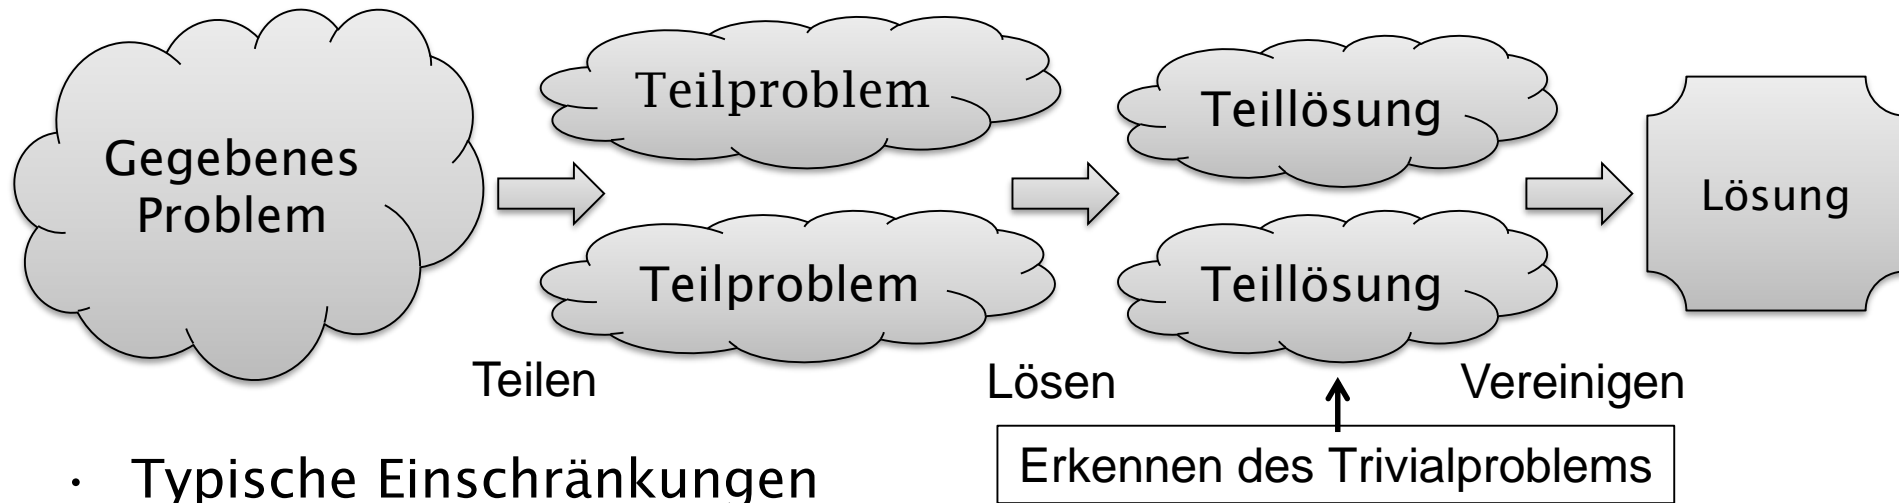 Gegebenes
Problem
Teilproblem
Teilproblem
Teillösung
Teillösung
Lösung
Teilen
Lösen
Vereinigen
Erkennen des Trivialproblems
· Typische Einschränkungen